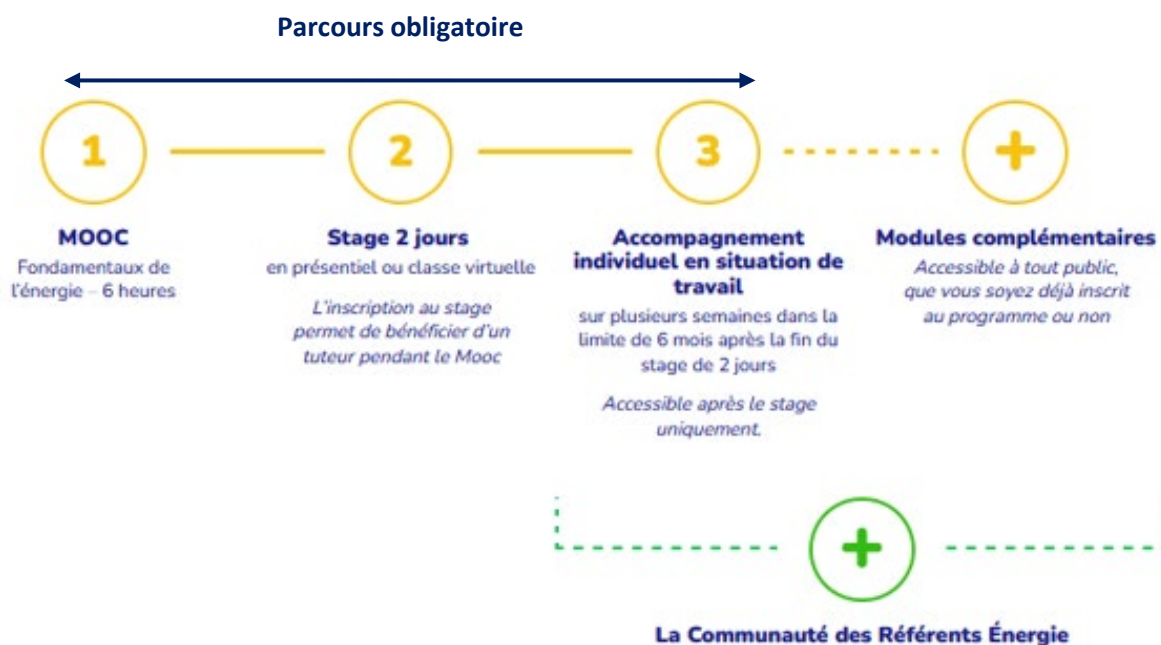 Parcours obligatoire
1
2
3
+
MOOC
Fondamentaux de
l'énergie – 6 heures
Stage 2 jours
en présentiel ou classe virtuelle
L'inscription au stage
permet de bénéficier d'un
tuteur pendant le Mooc
Accompagnement
individuel en situation de
travail
sur plusieurs semaines dans la
limite de 6 mois après la fin du
stage de 2 jours
Accessible après le stage
uniquement.
Modules complémentaires
Accessible à tout public,
que vous soyez déjà inscrit
au programme ou non
+
La Communauté des Référents Énergie